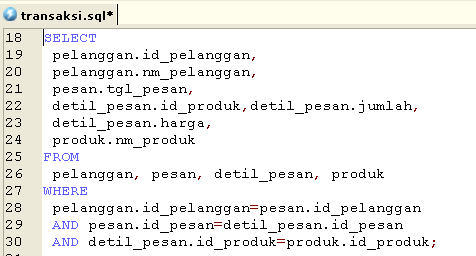 transaksi.sql*
18 SELECT
19 pelanggan.id_pelanggan,
20 pelanggan.nm_pelanggan,
21 pesan.tgl_pesan,
22 detil_pesan.id_produk,detil_pesan.jumlah,
23 detil_pesan.harga,
24 produk.nm_produk
25 FROM
26 pelanggan, pesan, detil_pesan, produk
27 WHERE
28 pelanggan.id_pelanggan=pesan.id_pelanggan
29 AND pesan.id_pesan=detil_pesan.id_pesan
30 AND detil_pesan.id_produk=produk.id_produk;